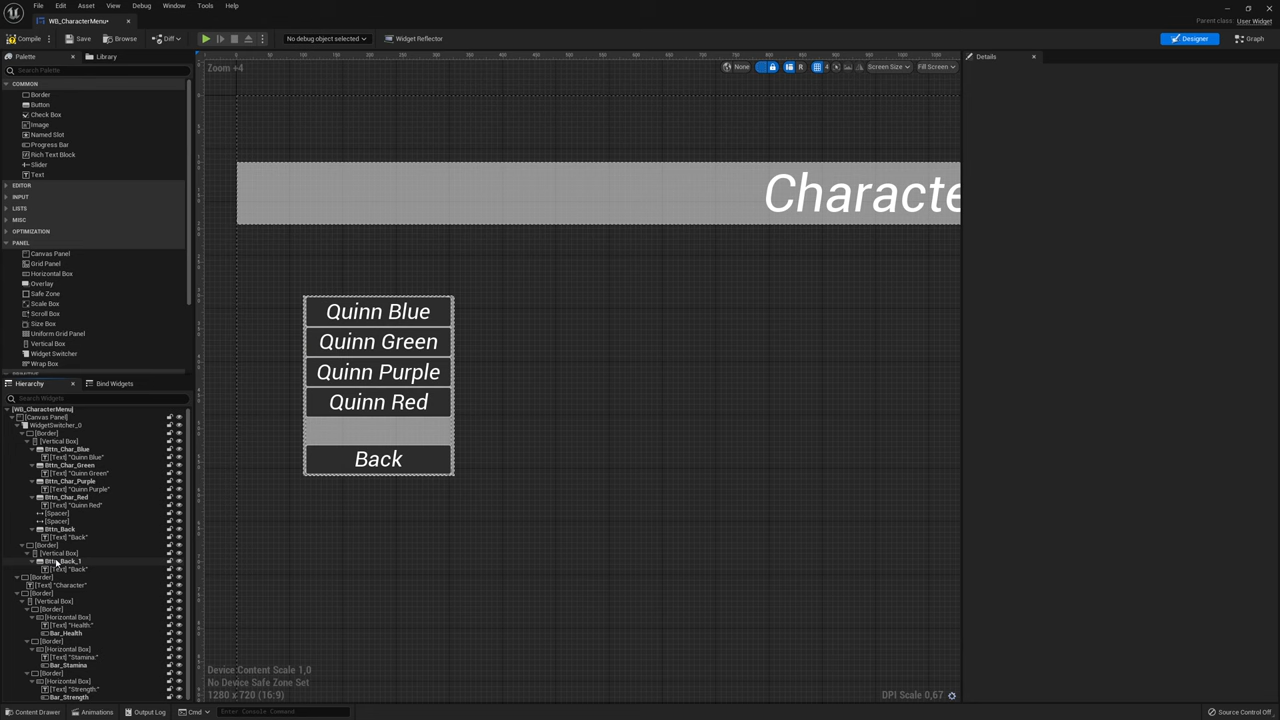 File Edit Asset View Debug Window Tools Help
WB_CharacterMenu*
Parent class: User Widget
Compile Save Browse Diff No debug object selected Widget Reflector Designer Graph
Palette Library
Search Palette
COMMON
Border
Button
Check Box
Image
Named Slot
Progress Bar
Rich Text Block
Slider
Text
EDITOR
INPUT
LISTS
MISC
OPTIMIZATION
PANEL
Canvas Panel
Grid Panel
Horizontal Box
Overlay
Safe Zone
Scale Box
Scroll Box
Size Box
Uniform Grid Panel
Vertical Box
Widget Switcher
Wrap Box
Hierarchy Bind Widgets
Search Widgets
[WB_CharacterMenu]
[Canvas Panel]
WidgetSwitcher_0
[Border]
[Vertical Box]
Bttn_Char_Blue
[Text] "Quinn Blue"
Bttn_Char_Green
[Text] "Quinn Green"
Bttn_Char_Purple
[Text] "Quinn Purple"
Bttn_Char_Red
[Text] "Quinn Red"
[Spacer]
[Spacer]
Bttn_Back
[Text] "Back"
[Border]
[Vertical Box]
Bttn_Back_1
[Text] "Back"
[Border]
[Text] "Character"
[Border]
[Vertical Box]
[Border]
[Horizontal Box]
[Text] "Health:"
Bar_Health
[Border]
[Horizontal Box]
[Text] "Stamina:"
Bar_Stamina
[Border]
[Horizontal Box]
[Text] "Strength:"
Bar_Strength
Zoom +4
None R 4 Screen Size Fill Screen
Characte
Quinn Blue
Quinn Green
Quinn Purple
Quinn Red
Back
Device Content Scale 1,0
No Device Safe Zone Set
1280 x 720 (16:9)
DPI Scale 0,67
Details
Content Drawer Animations Output Log Cmd Enter Console Command Source Control Off